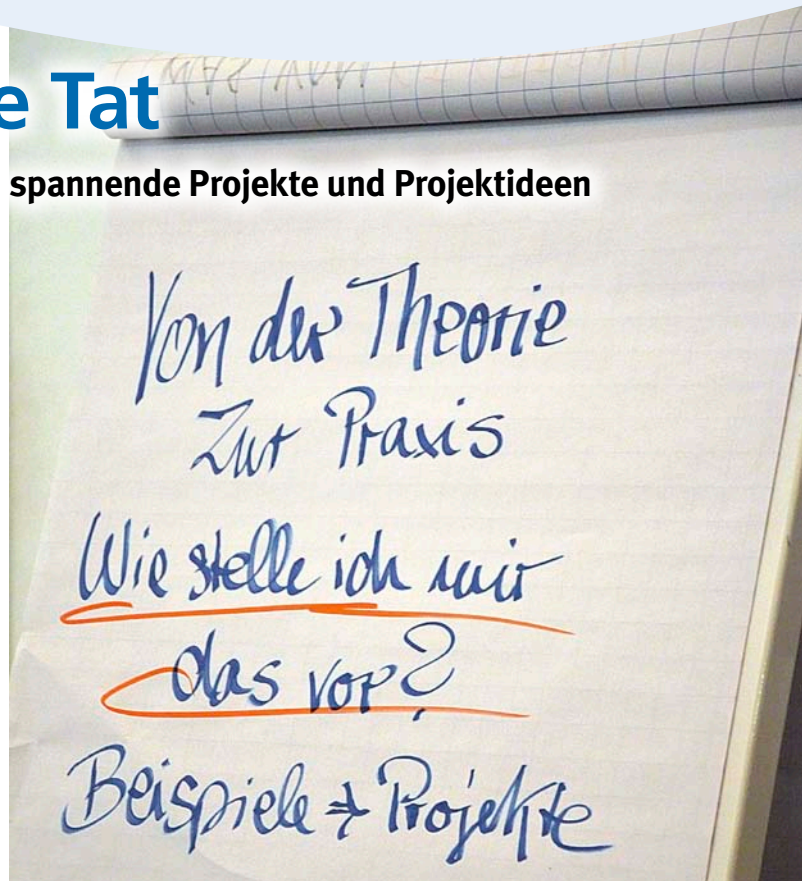 e Tat
spannende Projekte und Projektideen
Von der Theorie
Zur Praxis
Wie stelle ich mir
das vor?
Beispiele → Projekte